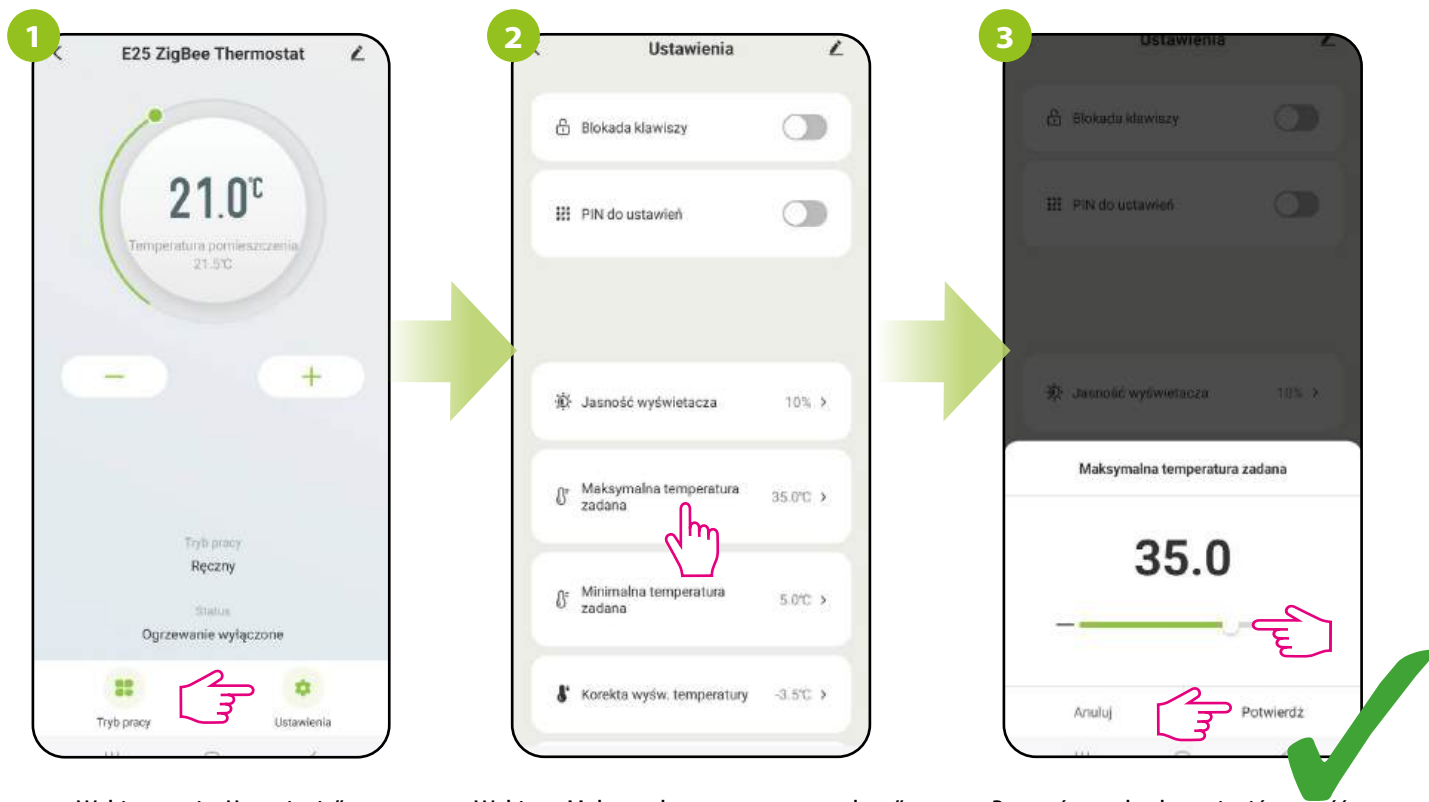 1
E25 ZigBee Thermostat
21.0℃
Temperatura pomieszczenia
21.5℃
Tryb pracy
Ręczny
Status
Ogrzewanie wyłączone
Tryb pracy
Ustawienia
2
Ustawienia
Blokada klawiszy
PIN do ustawień
Jasność wyświetacza 10% >
Maksymalna temperatura
zadana
35.0℃ >
Minimalna temperatura
zadana
5.0℃ >
Korekta wyśw. temperatury -3.5℃ >
3
Ustawienia
Blokada klawiszy
PIN do ustawień
Jasność wyświetacza 10% >
Maksymalna temperatura zadana
35.0
Anuluj
Potwierdź